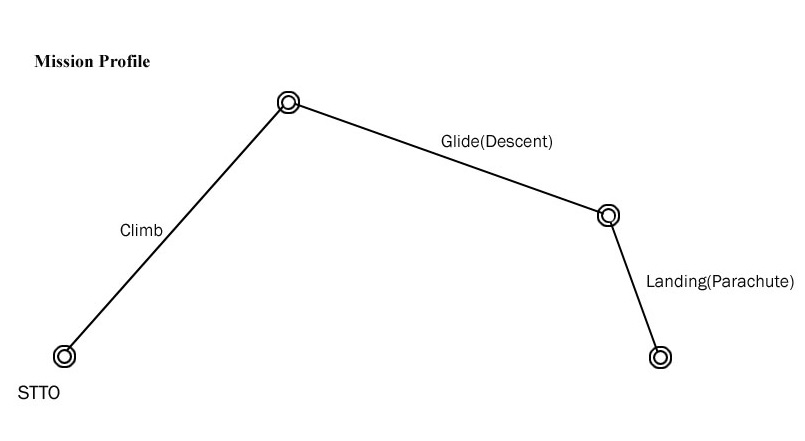 Mission Profile
Glide(Descent)
Climb
Landing(Parachute)
STTO